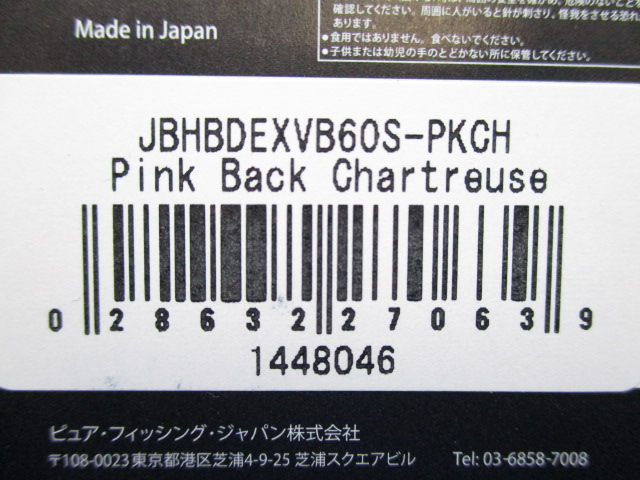 Made in Japan
確認してください。周囲に人がいると針が刺さり、怪我をさせる恐れ
あります。
●食用ではありません。食べないでください。
●子供または幼児の手のとどかない所に保管してください。
JBHBDEXVB60S-PKCH
Pink Back Chartreuse
0 28632 27063 9
1448046
ピュア・フィッシング・ジャパン株式会社
〒108-0023 東京都港区芝浦4-9-25 芝浦スクエアビル Tel: 03-6858-7008